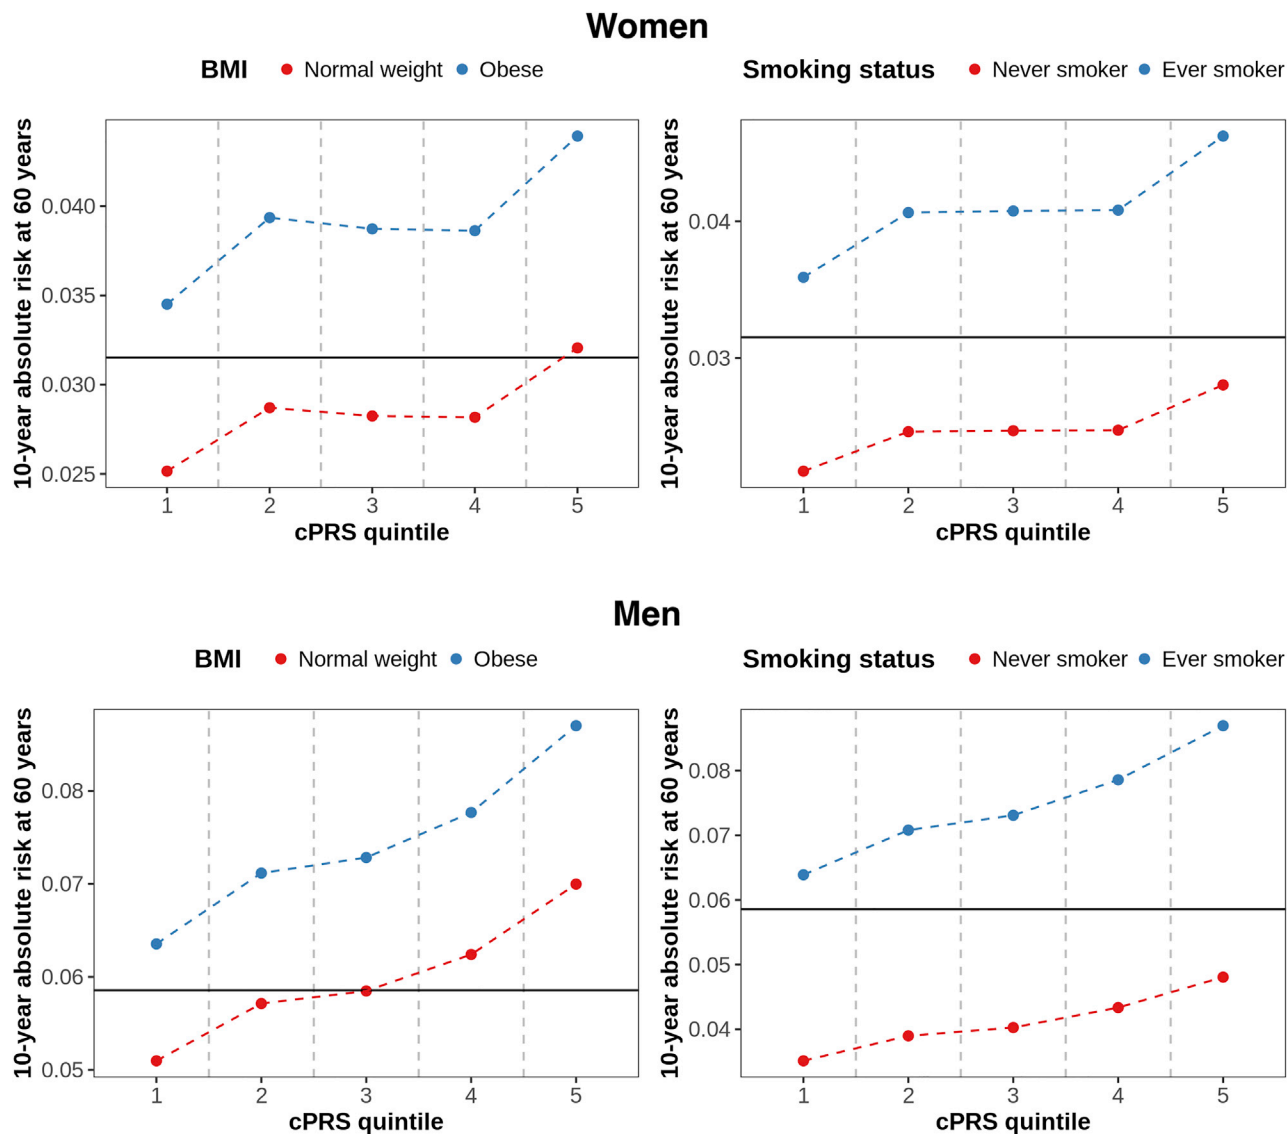 Women
BMI Normal weight Obese
10-year absolute risk at 60 years
0.040
0.035
0.030
0.025
1 2 3 4 5
cPRS quintile
Smoking status Never smoker Ever smoker
10-year absolute risk at 60 years
0.04
0.03
1 2 3 4 5
cPRS quintile
Men
BMI Normal weight Obese
10-year absolute risk at 60 years
0.08
0.07
0.06
0.05
1 2 3 4 5
cPRS quintile
Smoking status Never smoker Ever smoker
10-year absolute risk at 60 years
0.08
0.07
0.06
0.05
0.04
1 2 3 4 5
cPRS quintile